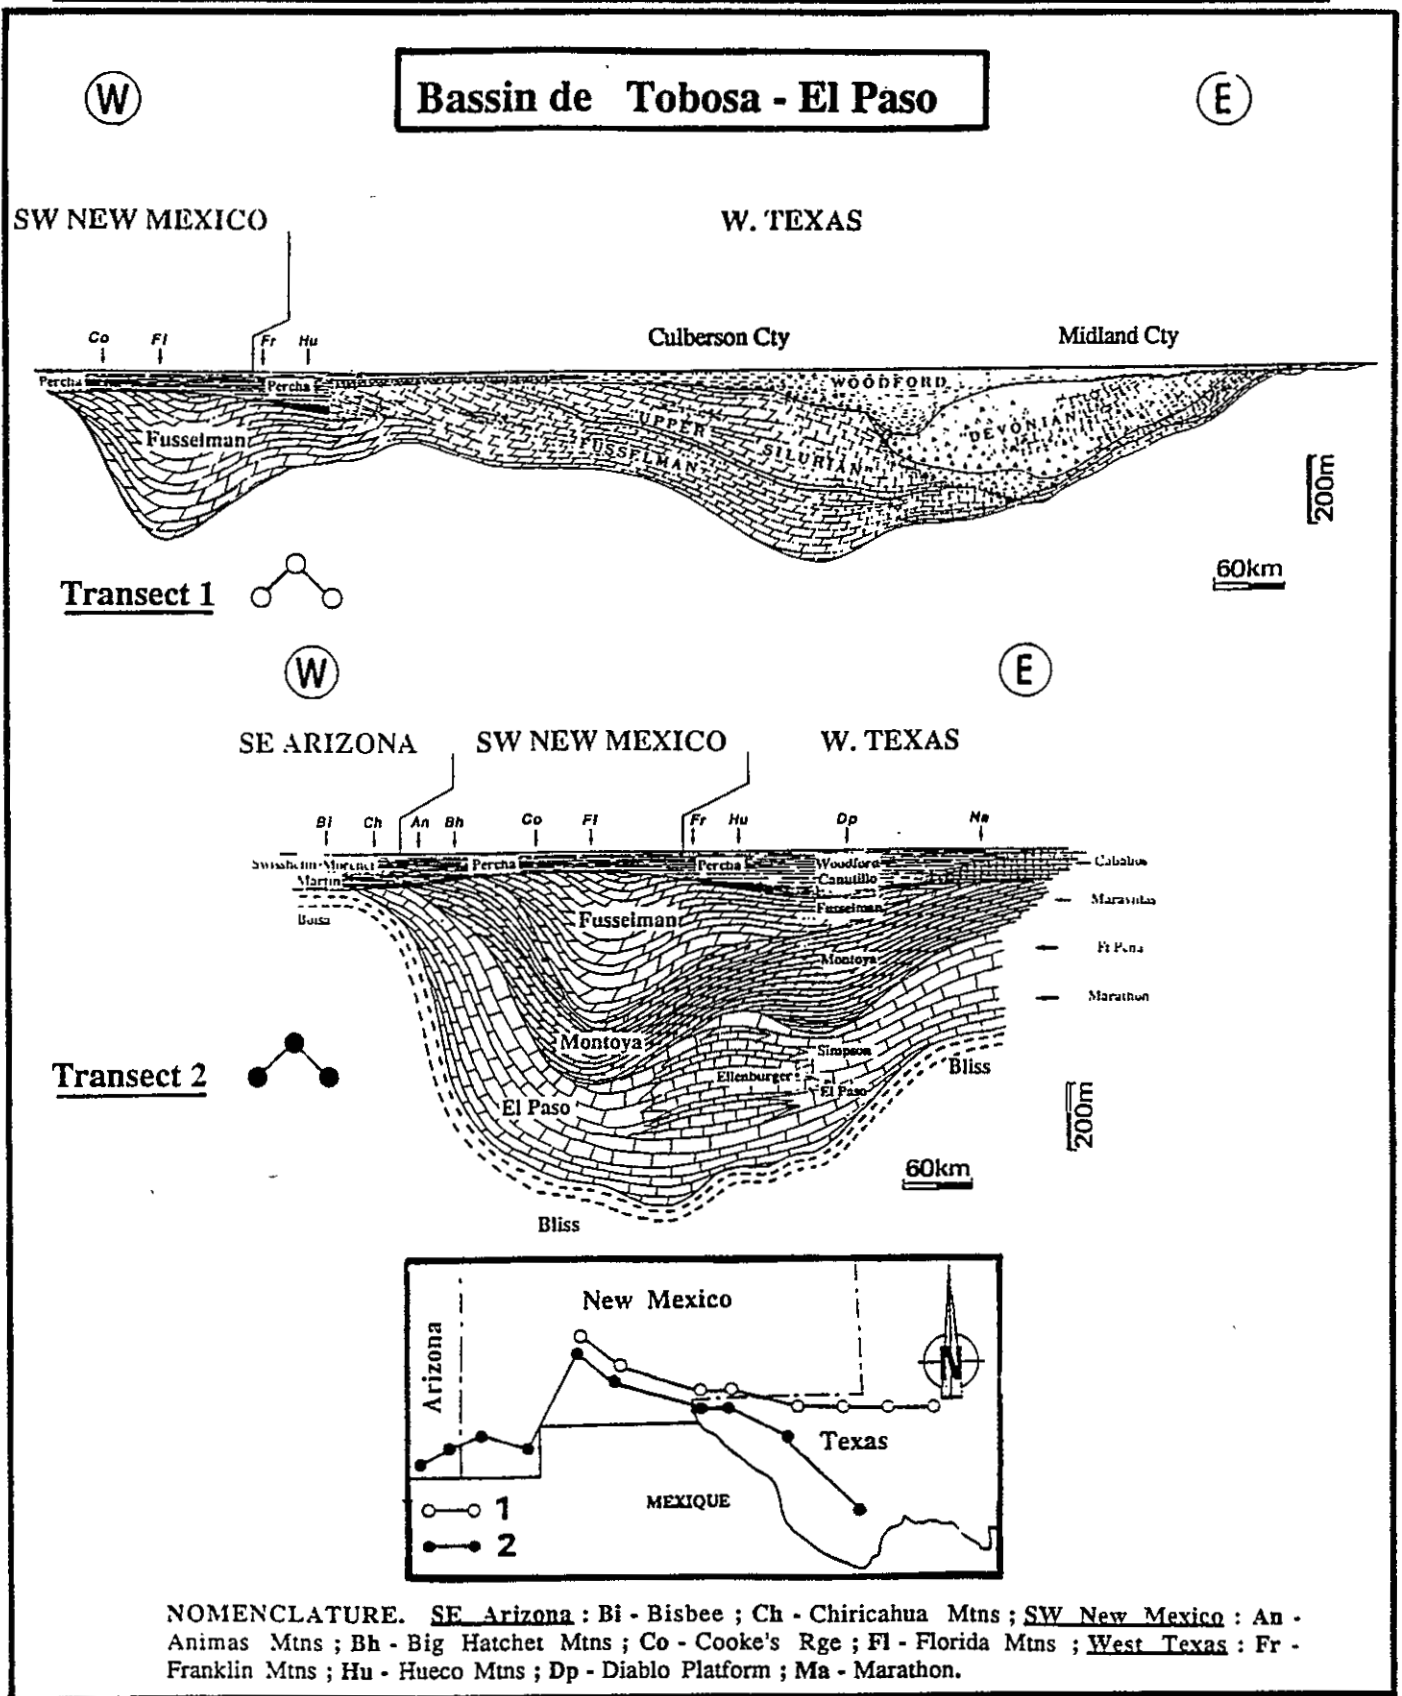 W
Bassin de Tobosa - El Paso
E
SW NEW MEXICO
W. TEXAS
Co Fl Fr Hu
Culberson Cty
Midland Cty
Percha
Percha
WOODFORD
Fusselman
UPPER SILURIAN
FUSSELMAN
DEVONIAN
200m
60km
Transect 1
W
E
SE ARIZONA
SW NEW MEXICO
W. TEXAS
Bi Ch An Bh Co Fl Fr Hu Dp Ma
Percha
Percha
Woodford
Caballos
Martin
Canutillo
Fusselman
Fusselman
Maravillas
Montoya
Marathon
Montoya
Simpson
Ellenburger
El Paso
Bliss
El Paso
Transect 2
200m
60km
Bliss
New Mexico
Arizona
N
Texas
MEXIQUE
1
2
NOMENCLATURE. SE Arizona : Bi - Bisbee ; Ch - Chiricahua Mtns ; SW New Mexico : An -
Animas Mtns ; Bh - Big Hatchet Mtns ; Co - Cooke's Rge ; Fl - Florida Mtns ; West Texas : Fr -
Franklin Mtns ; Hu - Hueco Mtns ; Dp - Diablo Platform ; Ma - Marathon.